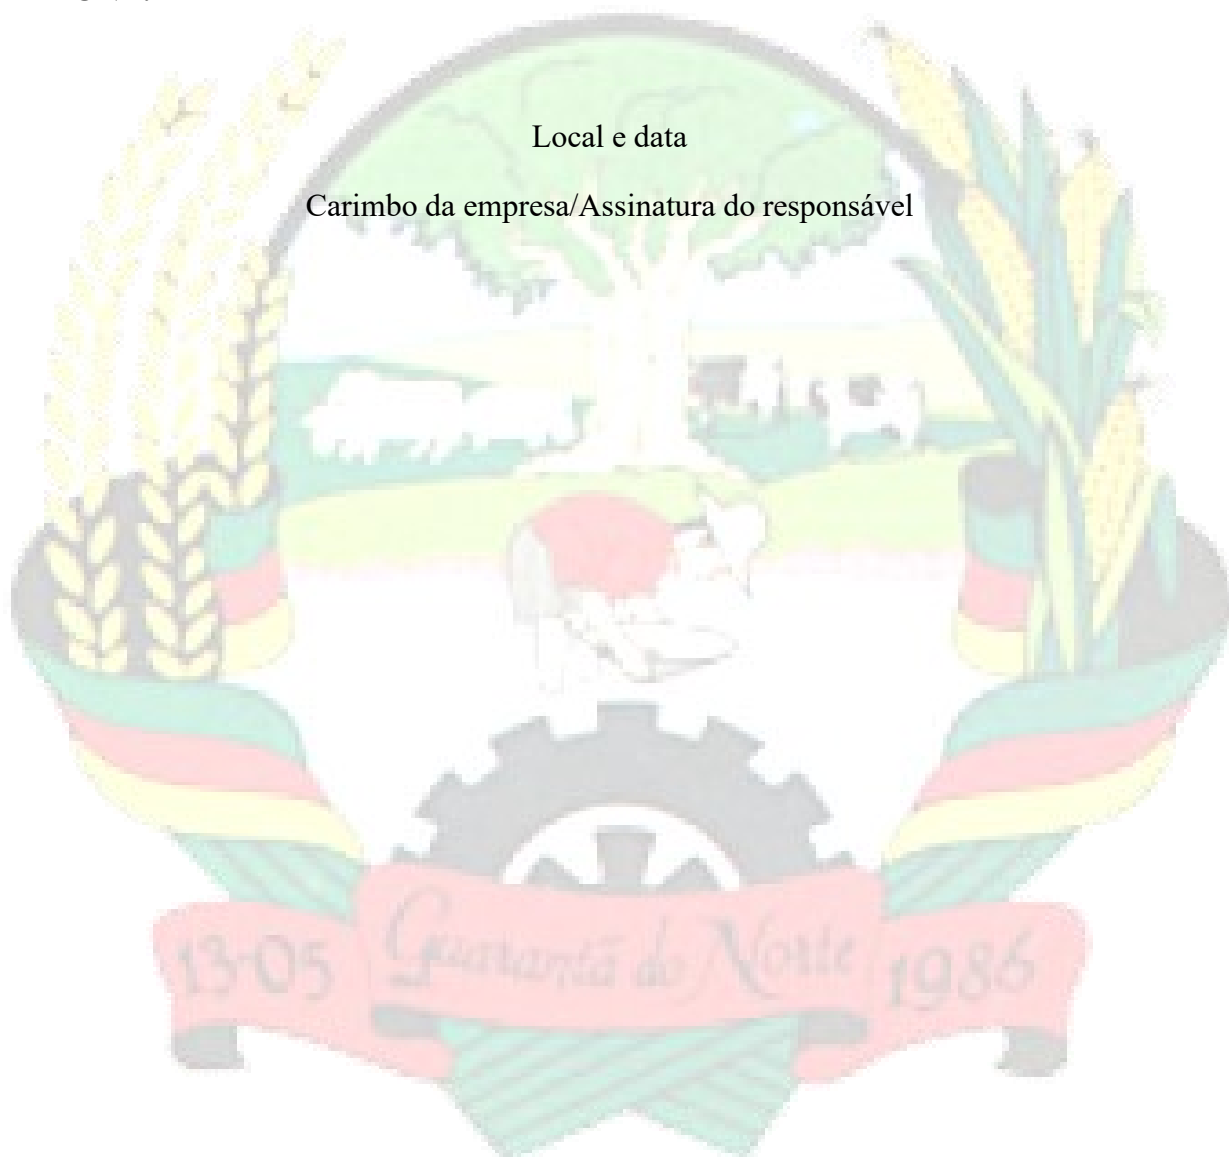 Local e data
Carimbo da empresa/Assinatura do responsável
13-05 Guarantã do Norte 1986